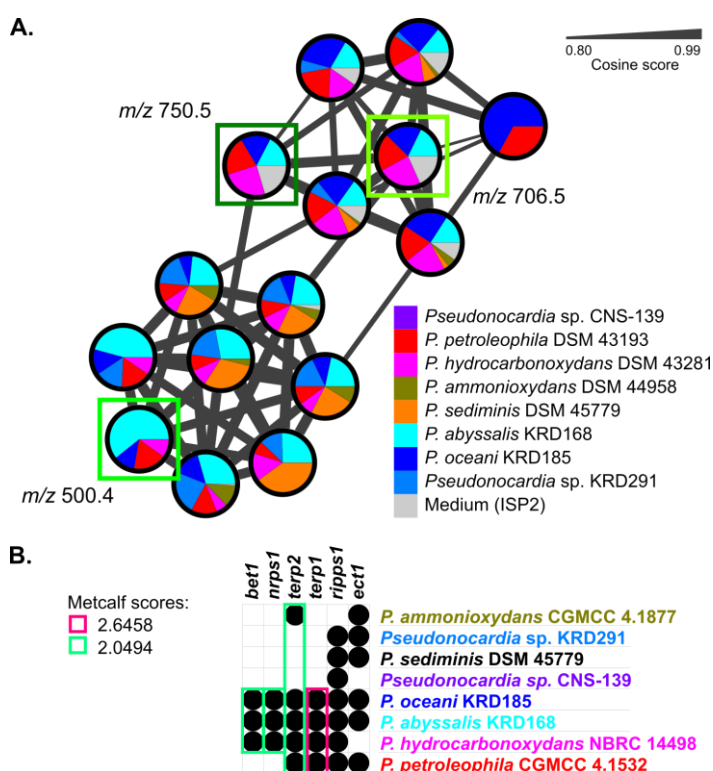 A.
0.80 0.99
Cosine score
m/z 750.5
m/z 706.5
m/z 500.4
Pseudonocardia sp. CNS-139
P. petroleophila DSM 43193
P. hydrocarbonoxydans DSM 43281
P. ammonioxydans DSM 44958
P. sediminis DSM 45779
P. abyssalis KRD168
P. oceani KRD185
Pseudonocardia sp. KRD291
Medium (ISP2)
B.
Metcalf scores:
2.6458
2.0494
bet1 nrps1 terp2 terp1 ripps1 ect1
P. ammonioxydans CGMCC 4.1877
Pseudonocardia sp. KRD291
P. sediminis DSM 45779
Pseudonocardia sp. CNS-139
P. oceani KRD185
P. abyssalis KRD168
P. hydrocarbonoxydans NBRC 14498
P. petroleophila CGMCC 4.1532